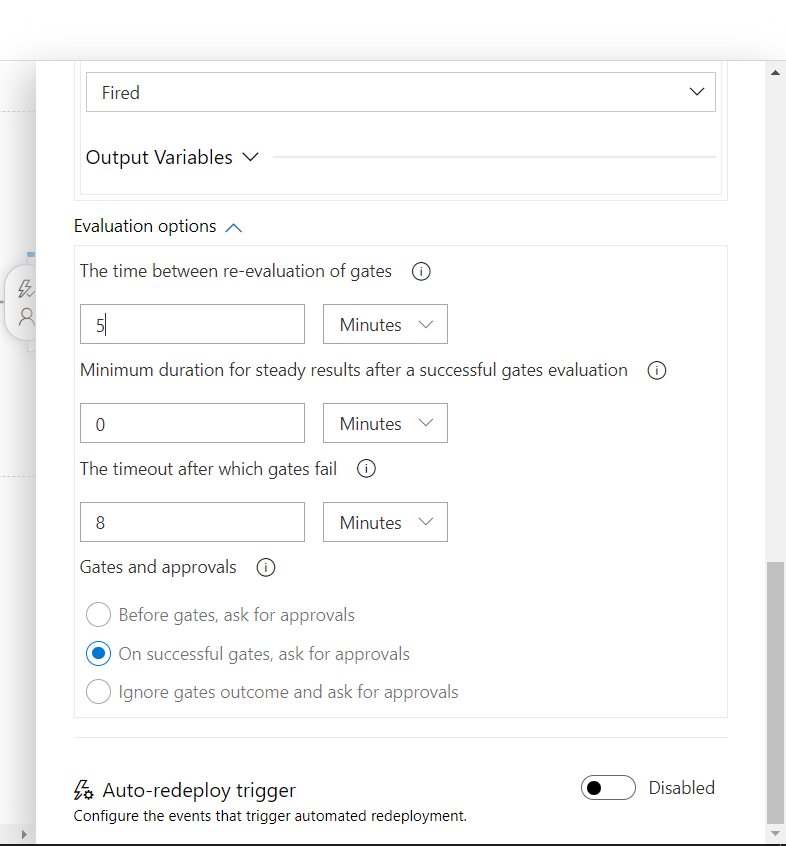 Fired
Output Variables
Evaluation options
The time between re-evaluation of gates
5 Minutes
Minimum duration for steady results after a successful gates evaluation
0 Minutes
The timeout after which gates fail
8 Minutes
Gates and approvals
Before gates, ask for approvals
On successful gates, ask for approvals
Ignore gates outcome and ask for approvals
Auto-redeploy trigger Disabled
Configure the events that trigger automated redeployment.